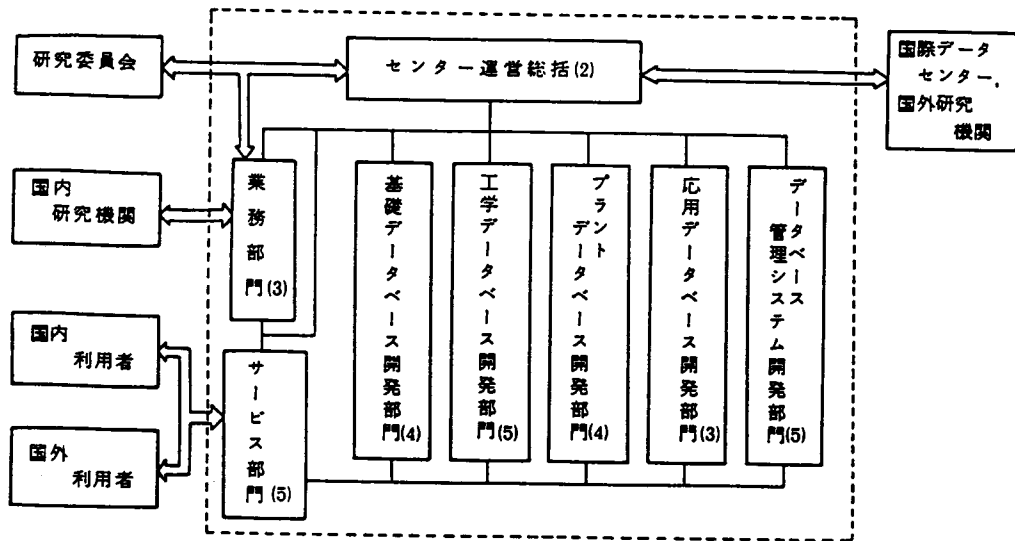 研究委員会
センター運営総括(2)
国際データ
センター,
国外研究
機関
国内
研究機関
業務部門(3)
基礎データベース開発部門(4)
工学データベース開発部門(5)
プラント
データベース開発部門(4)
応用データベース開発部門(3)
データベース
管理システム開発部門(5)
国内
利用者
サービス部門(5)
国外
利用者